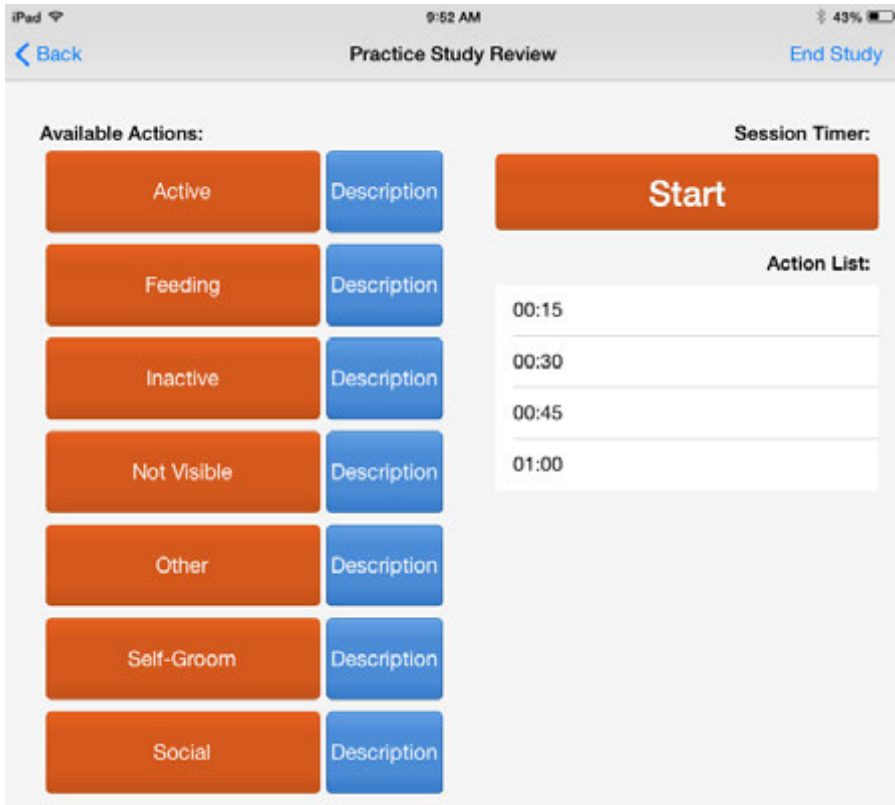 iPad 9:52 AM 43%
Back Practice Study Review End Study
Available Actions:
Active Description
Feeding Description
Inactive Description
Not Visible Description
Other Description
Self-Groom Description
Social Description
Session Timer:
Start
Action List:
00:15
00:30
00:45
01:00